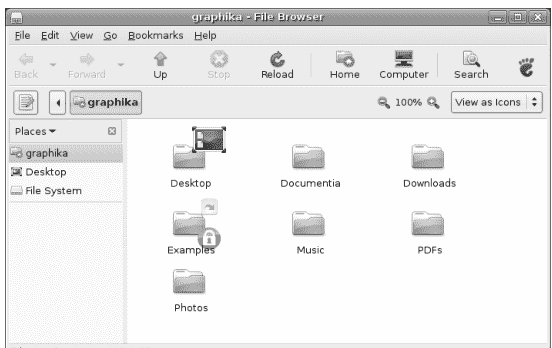 graphika - File Browser
File Edit View Go Bookmarks Help
Back Forward Up Stop Reload Home Computer Search
graphika 100% View as Icons
Places
graphika
Desktop
File System
Desktop Documentia Downloads
Examples Music PDFs
Photos